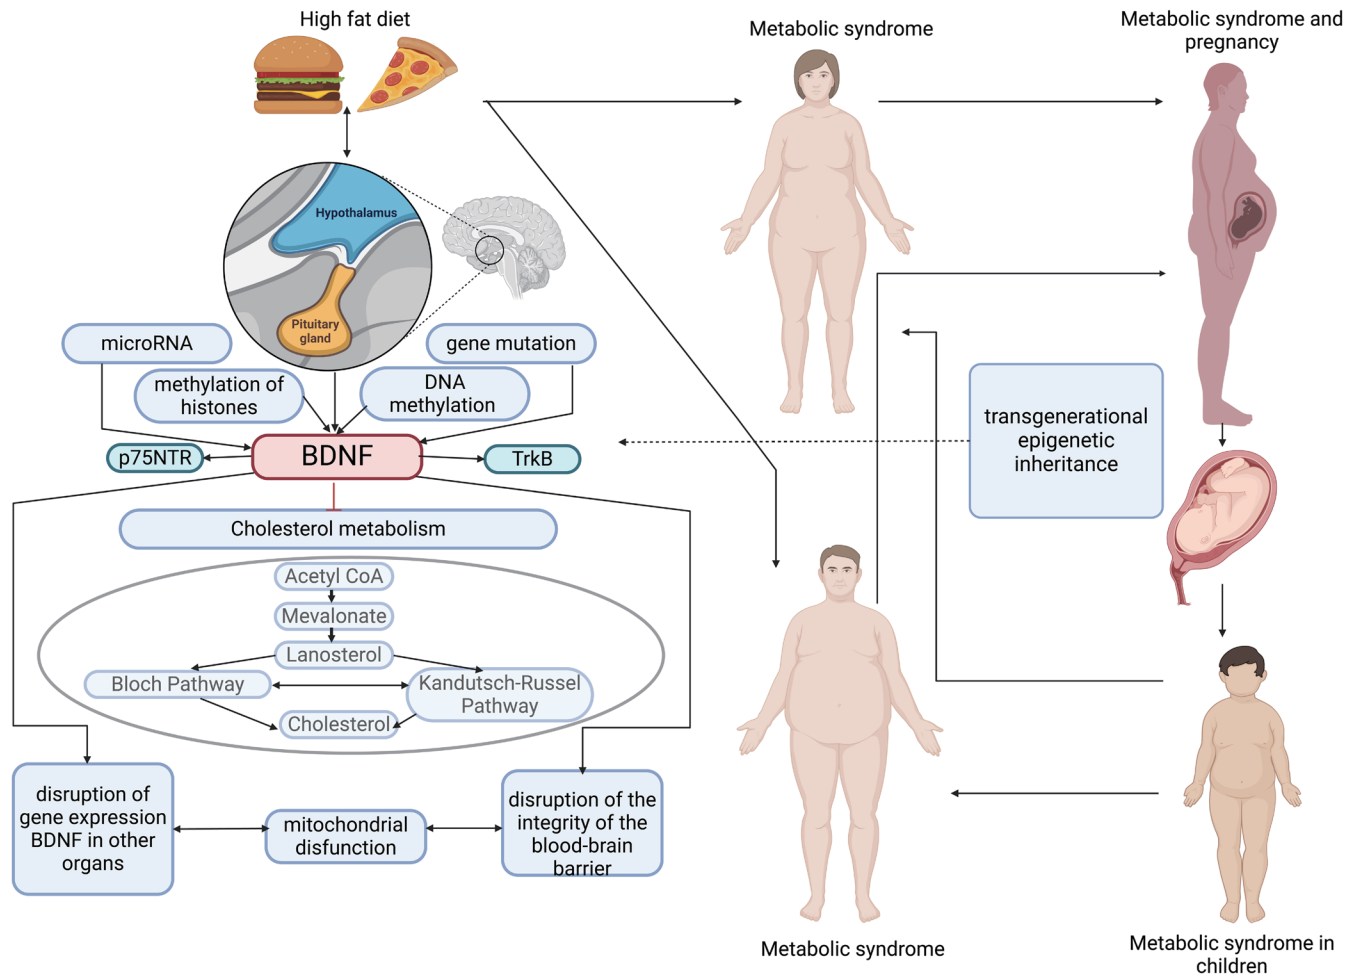 High fat diet
Metabolic syndrome
Metabolic syndrome and
pregnancy
Hypothalamus
Pituitary
gland
microRNA
gene mutation
methylation of
histones
DNA
methylation
p75NTR
BDNF
TrkB
transgenerational
epigenetic
inheritance
Cholesterol metabolism
Acetyl CoA
Mevalonate
Lanosterol
Bloch Pathway
Kandutsch-Russel
Pathway
Cholesterol
disruption of
gene expression
BDNF in other
organs
mitochondrial
disfunction
disruption of the
integrity of the
blood-brain
barrier
Metabolic syndrome
Metabolic syndrome in
children